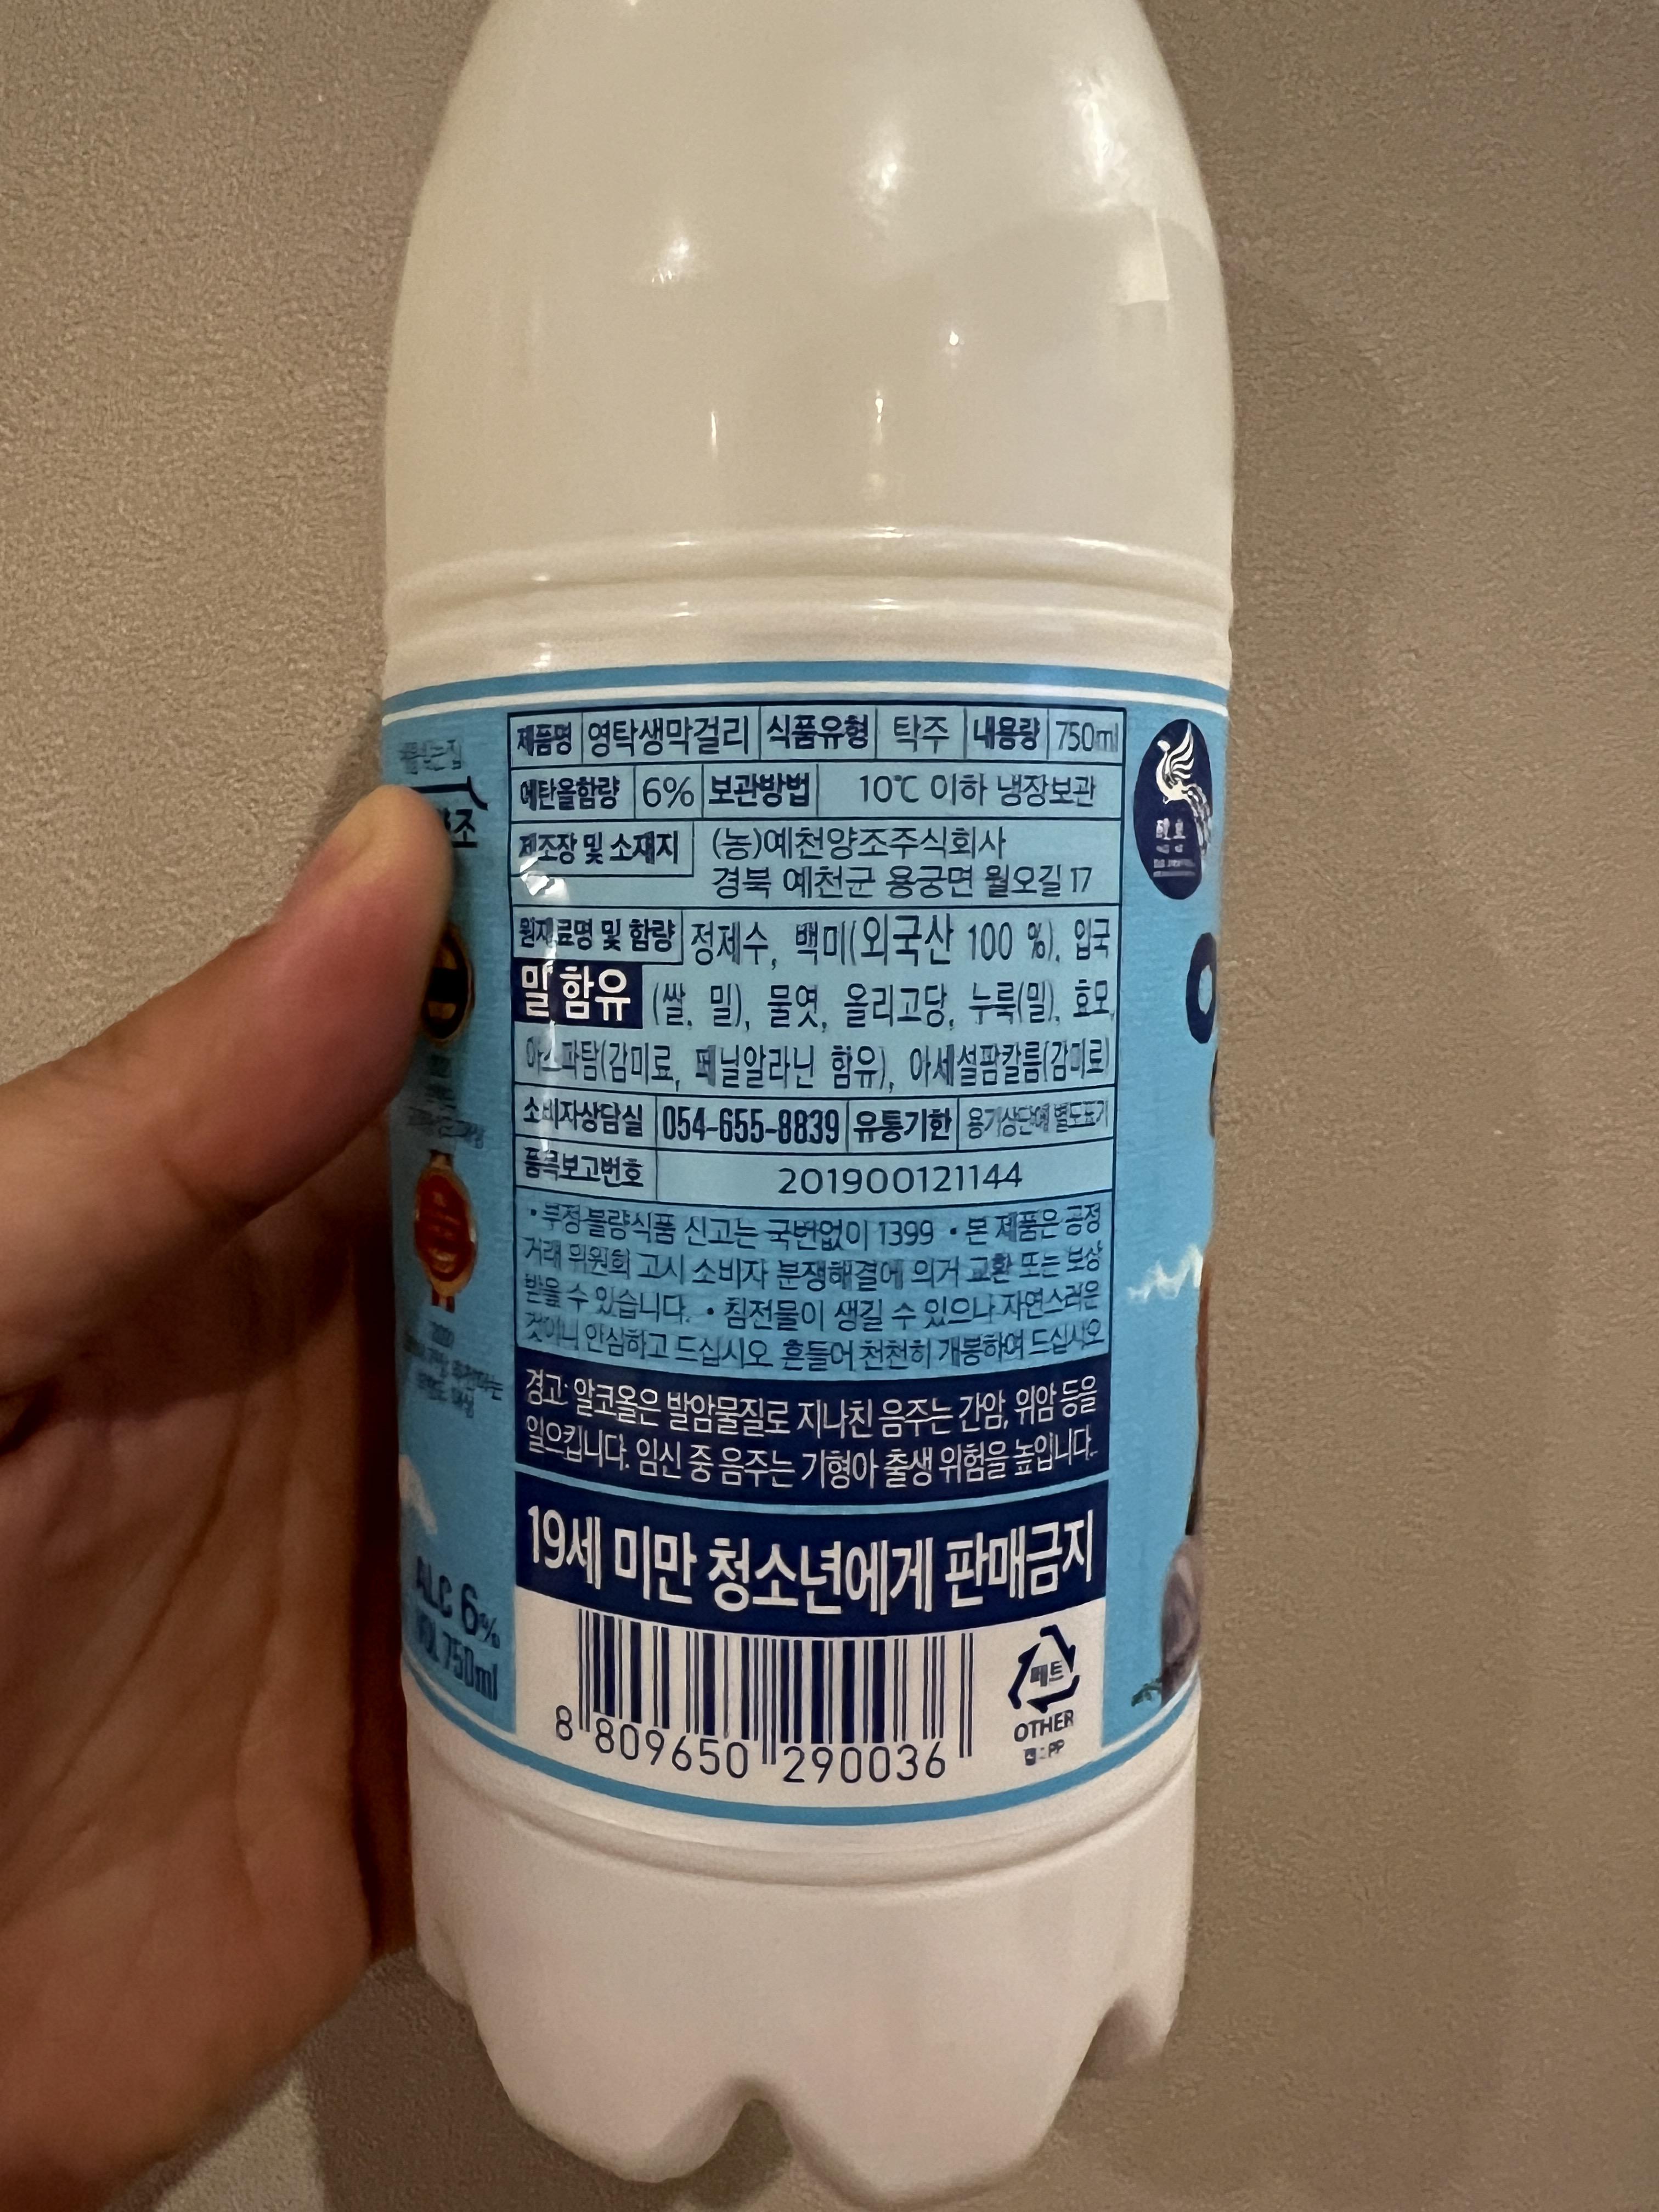 제품명 영탁생막걸리 식품유형 탁주 내용량 750ml
에탄올함량 6% 보관방법 10℃ 이하 냉장보관
제조장 및 소재지 (농)예천양조주식회사
경북 예천군 용궁면 월오길 17
원재료명 및 함량 정제수, 백미(외국산 100 %), 입국
밀 함유 (쌀, 밀), 물엿, 올리고당, 누룩(밀), 효모,
아스파탐(감미료, 페닐알라닌 함유), 아세설팜칼륨(감미료)
소비자상담실 054-655-8839 유통기한 용기상단에 별도표기
품목보고번호 201900121144
• 부정·불량식품 신고는 국번없이 1399 • 본 제품은 공정
거래 위원회 고시 소비자 분쟁해결에 의거 교환 또는 보상
받을 수 있습니다. • 침전물이 생길 수 있으나 자연스러운
것이니 안심하고 드십시오 흔들어 천천히 개봉하여 드십시오
경고: 알코올은 발암물질로 지나친 음주는 간암, 위암 등을
일으킵니다. 임신 중 음주는 기형아 출생 위험을 높입니다.
19세 미만 청소년에게 판매금지
ALC 6%
VOL 750ml
8 809650 290036
페트
OTHER
캡:PP